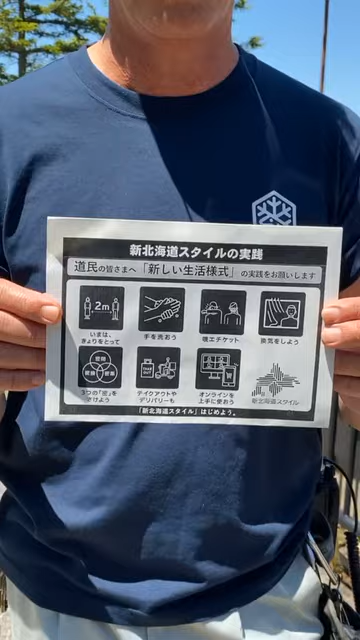 新北海道スタイルの実践
道民の皆さまへ「新しい生活様式」の実践をお願いします
2m
いまは、
きょりをとって
手を洗おう
咳エチケット
換気をしよう
密閉
密集 密接
3つの「密」を
さけよう
テイクアウトや
デリバリーも
オンラインを
上手に使おう
新北海道スタイル
「新北海道スタイル」はじめよう。